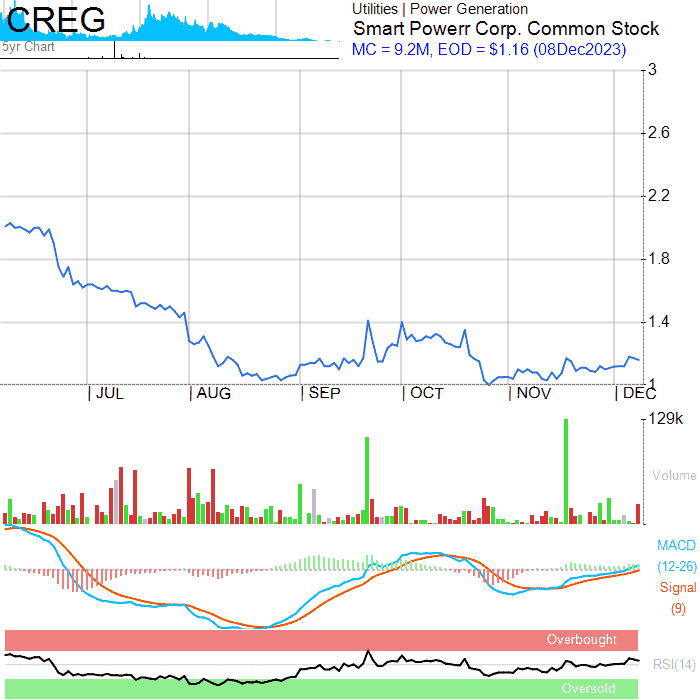 CREG
5yr Chart
Utilities | Power Generation
Smart Powerr Corp. Common Stock
MC = 9.2M, EOD = $1.16 (08Dec2023)
3
2.6
2.2
1.8
1.4
1
JUL AUG SEP OCT NOV DEC
129k
Volume
MACD
(12-26)
Signal
(9)
Overbought
RSI(14)
Oversold